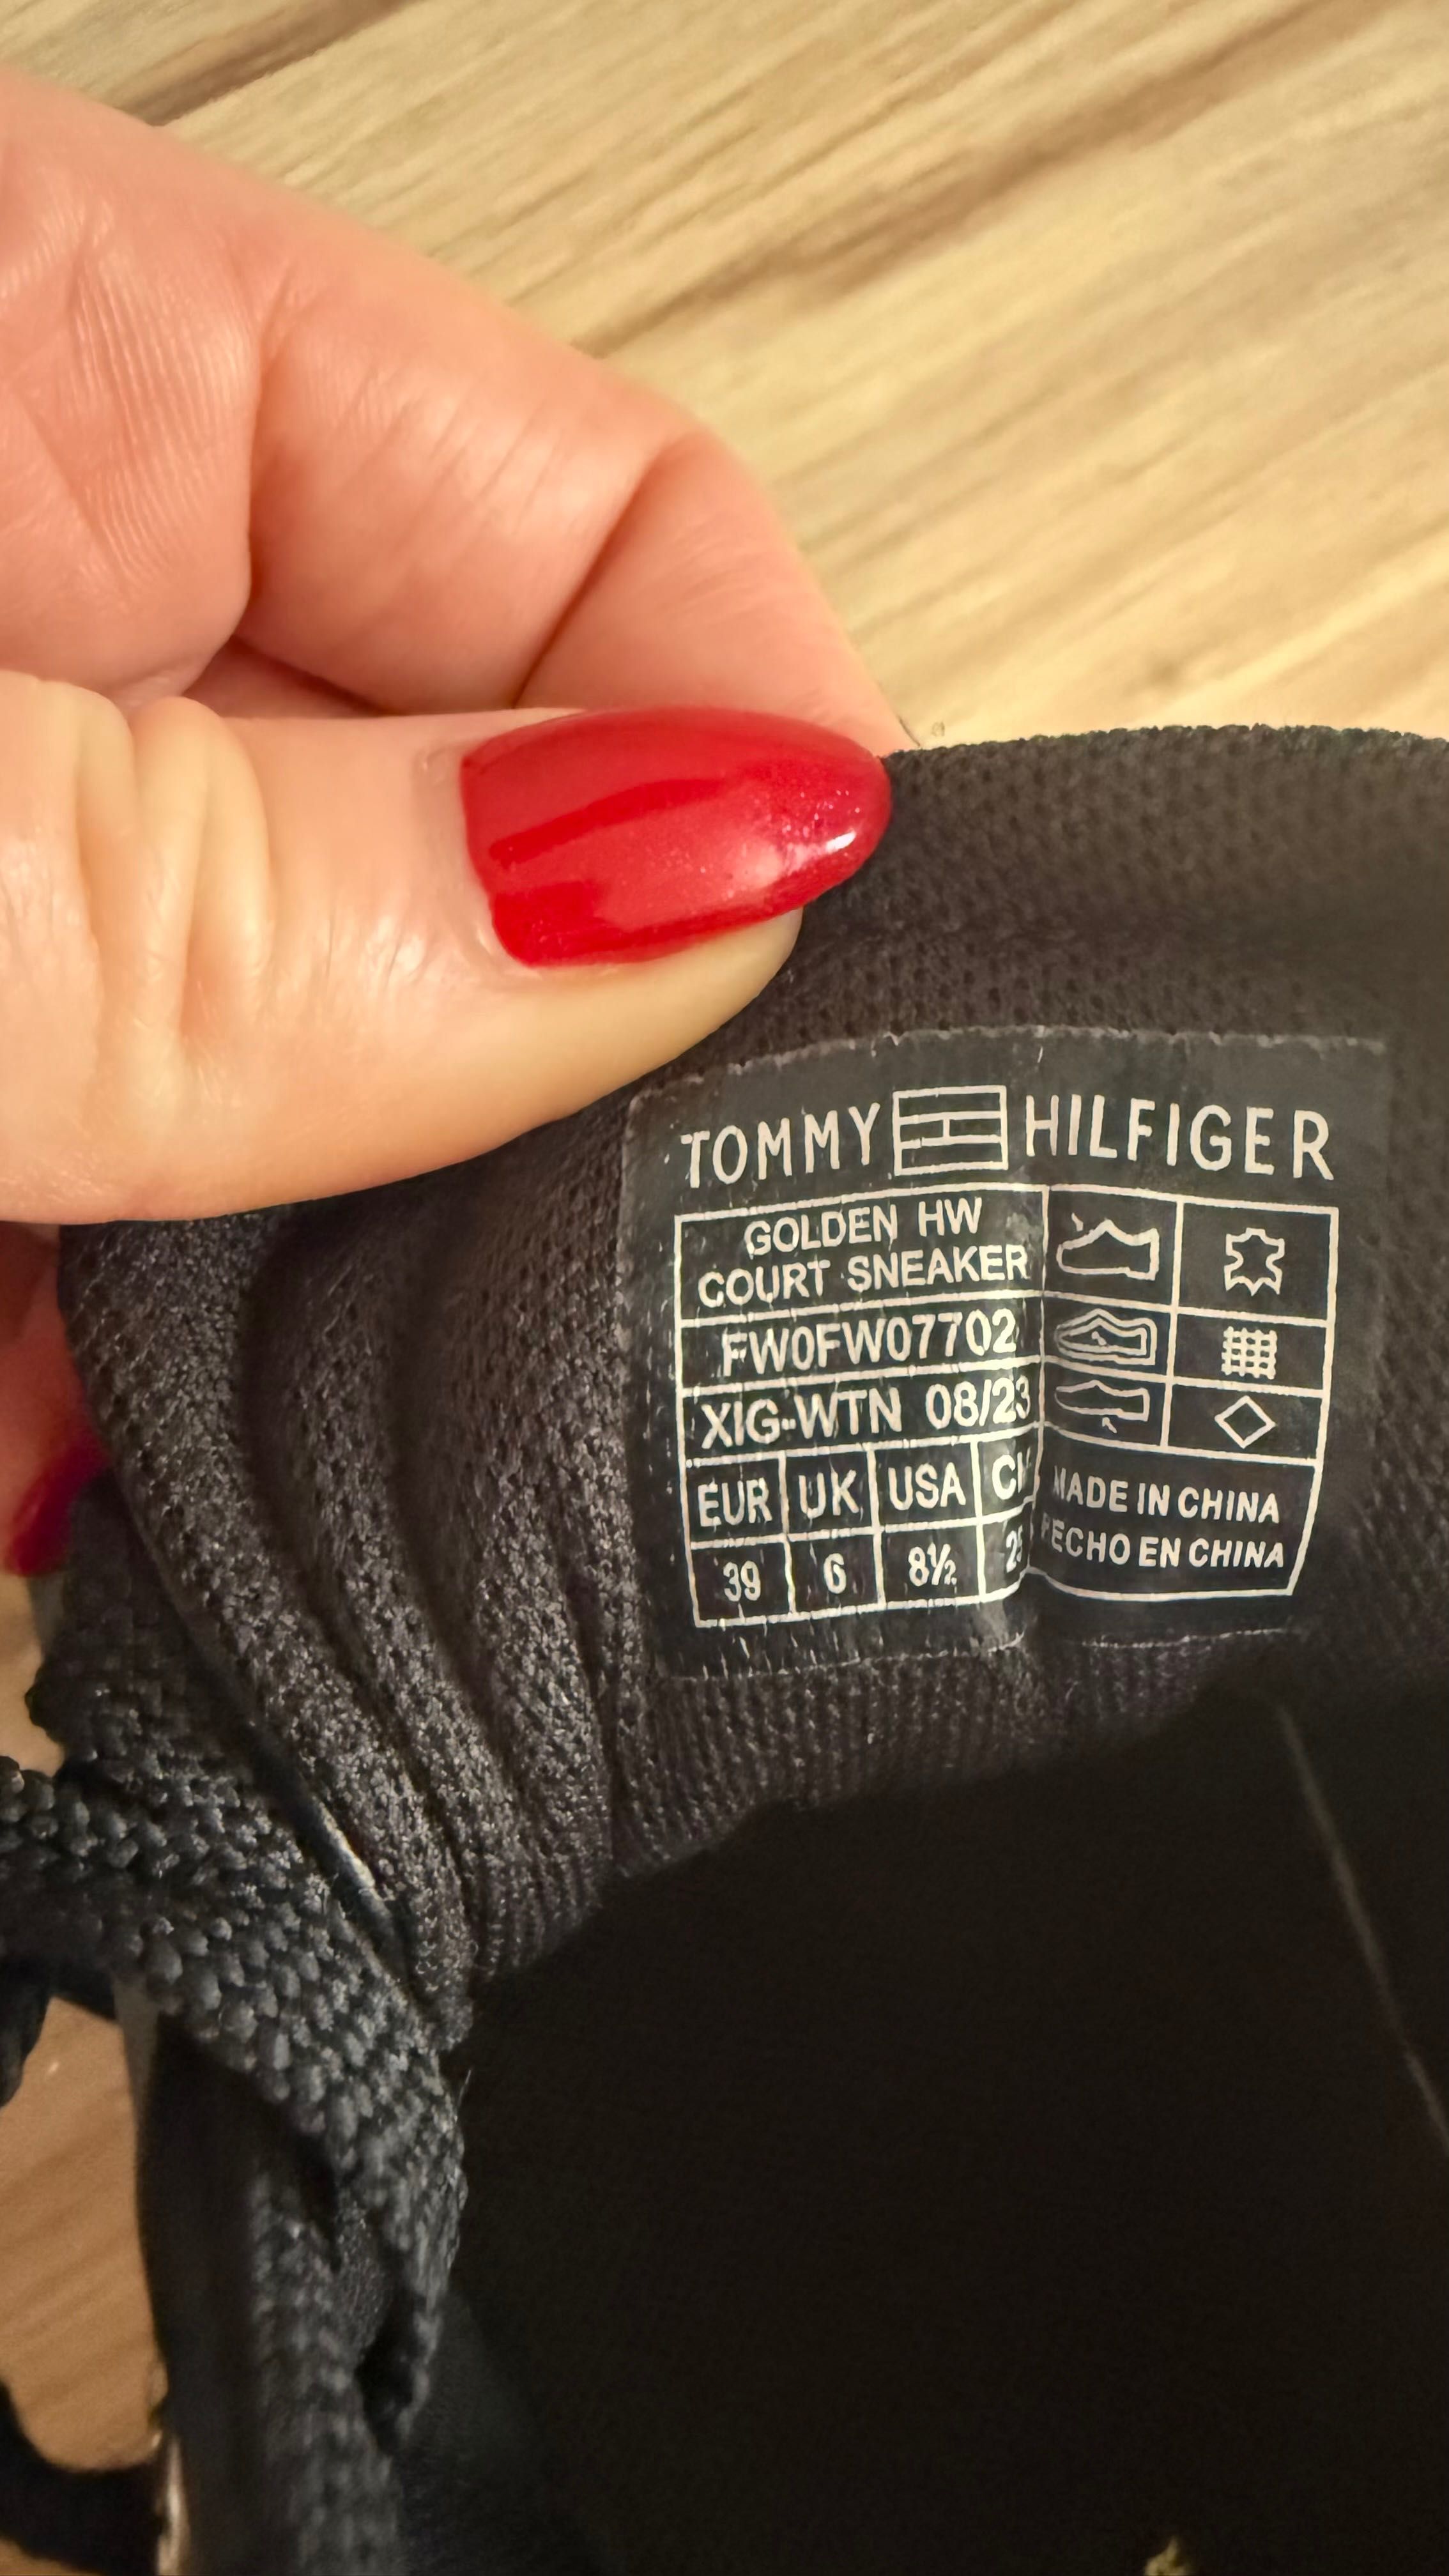 TOMMY HILFIGER
GOLDEN HW
COURT SNEAKER
FW0FW07702
XIG-WTN 08/23
EUR UK USA
39 6 8½
MADE IN CHINA
EN CHINA